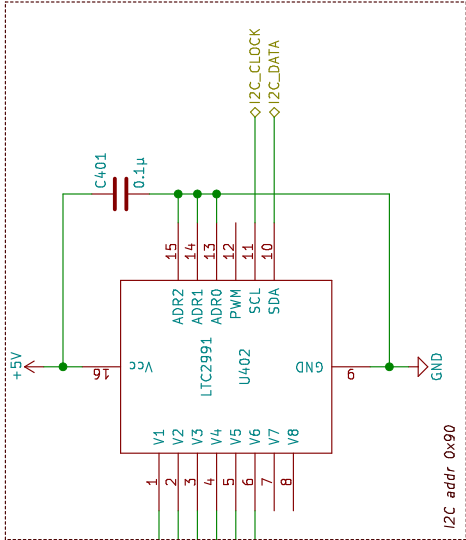 I2C_CLOCK
I2C_DATA
C401
0.1µ
15
14
13
12
11
10
ADR2
ADR1
ADR0
PWM
SCL
SDA
+5V
16
Vcc
LTC2991
U402
GND
9
GND
V1
V2
V3
V4
V5
V6
V7
V8
1
2
3
4
5
6
7
8
I2C addr 0x90